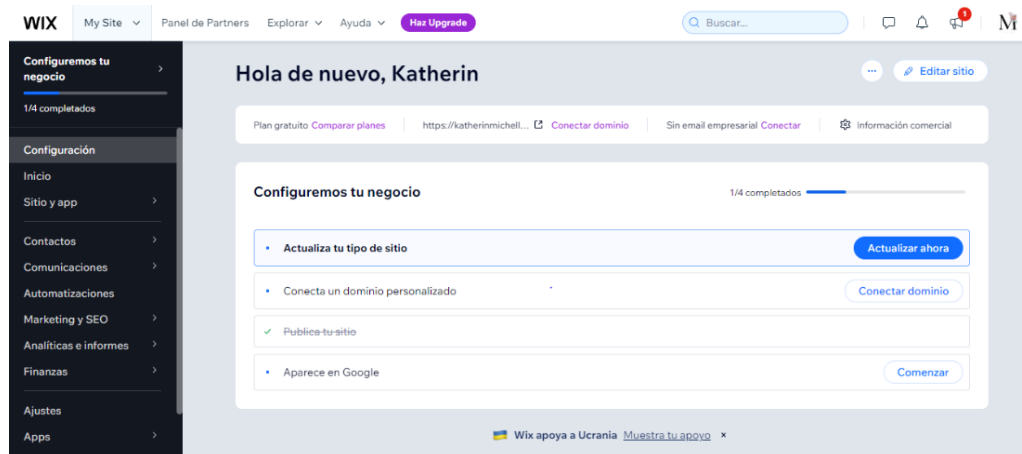 WIX My Site Panel de Partners Explorar Ayuda Haz Upgrade Buscar... 1 M
Configuremos tu
negocio
1/4 completados
Configuración
Inicio
Sitio y app
Contactos
Comunicaciones
Automatizaciones
Marketing y SEO
Analíticas e informes
Finanzas
Ajustes
Apps
Hola de nuevo, Katherin
... Editar sitio
Plan gratuito Comparar planes https://katherinmichell... Conectar dominio Sin email empresarial Conectar Información comercial
Configuremos tu negocio 1/4 completados
Actualiza tu tipo de sitio Actualizar ahora
Conecta un dominio personalizado Conectar dominio
Publica tu sitio
Aparece en Google Comenzar
Wix apoya a Ucrania Muestra tu apoyo ×